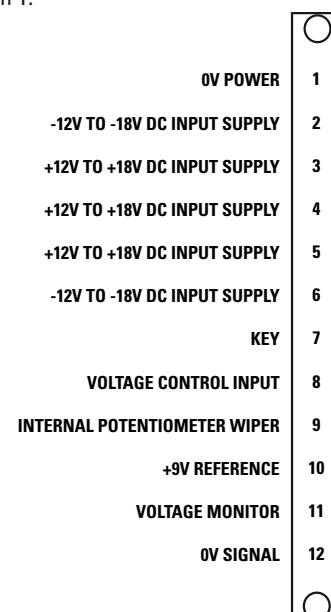 0V POWER 1
-12V TO -18V DC INPUT SUPPLY 2
+12V TO +18V DC INPUT SUPPLY 3
+12V TO +18V DC INPUT SUPPLY 4
+12V TO +18V DC INPUT SUPPLY 5
-12V TO -18V DC INPUT SUPPLY 6
KEY 7
VOLTAGE CONTROL INPUT 8
INTERNAL POTENTIOMETER WIPER 9
+9V REFERENCE 10
VOLTAGE MONITOR 11
0V SIGNAL 12